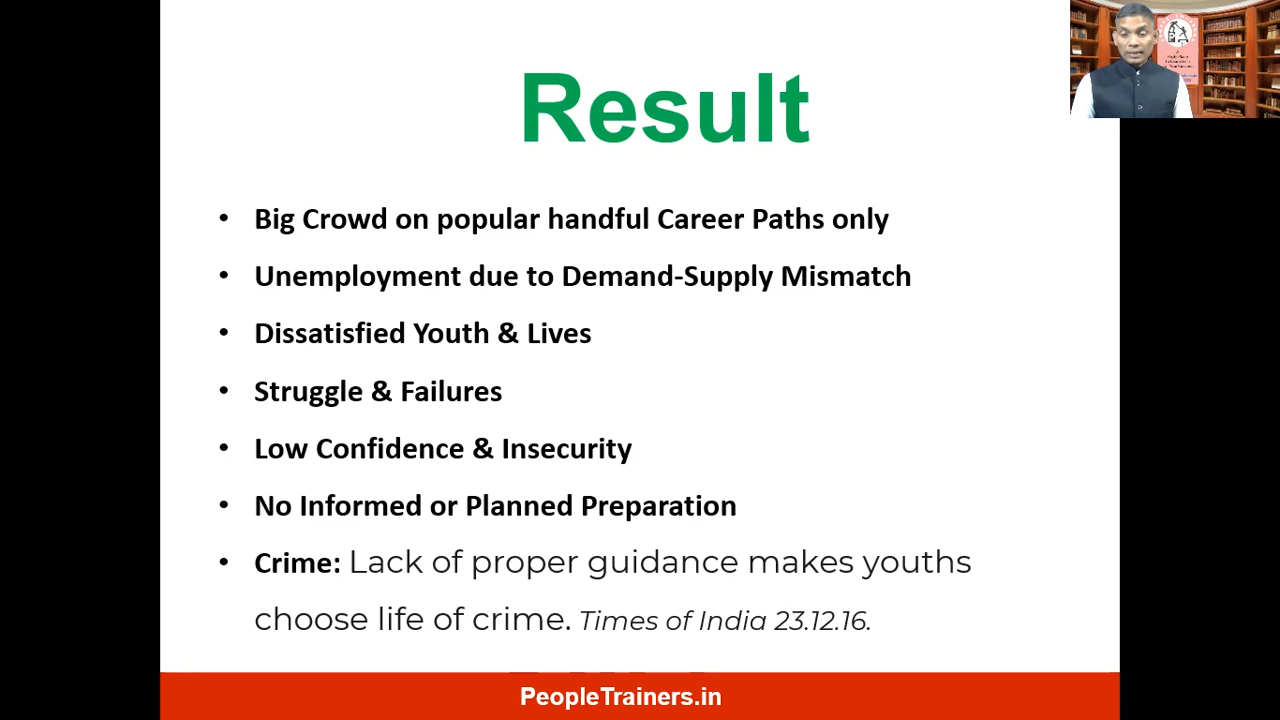 Result
• Big Crowd on popular handful Career Paths only
• Unemployment due to Demand-Supply Mismatch
• Dissatisfied Youth & Lives
• Struggle & Failures
• Low Confidence & Insecurity
• No Informed or Planned Preparation
• Crime: Lack of proper guidance makes youths
choose life of crime. Times of India 23.12.16.
PeopleTrainers.in